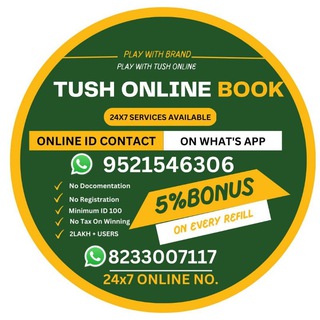 PLAY WITH BRAND
PLAY WITH TUSH ONLINE
TUSH ONLINE BOOK
24X7 SERVICES AVAILABLE
ONLINE ID CONTACT ON WHAT'S APP
9521546306
No Docomentation
No Registration
Minimum ID 100
No Tax On Winning
2LAKH + USERS
5%BONUS
ON EVERY REFILL
8233007117
24x7 ONLINE NO.